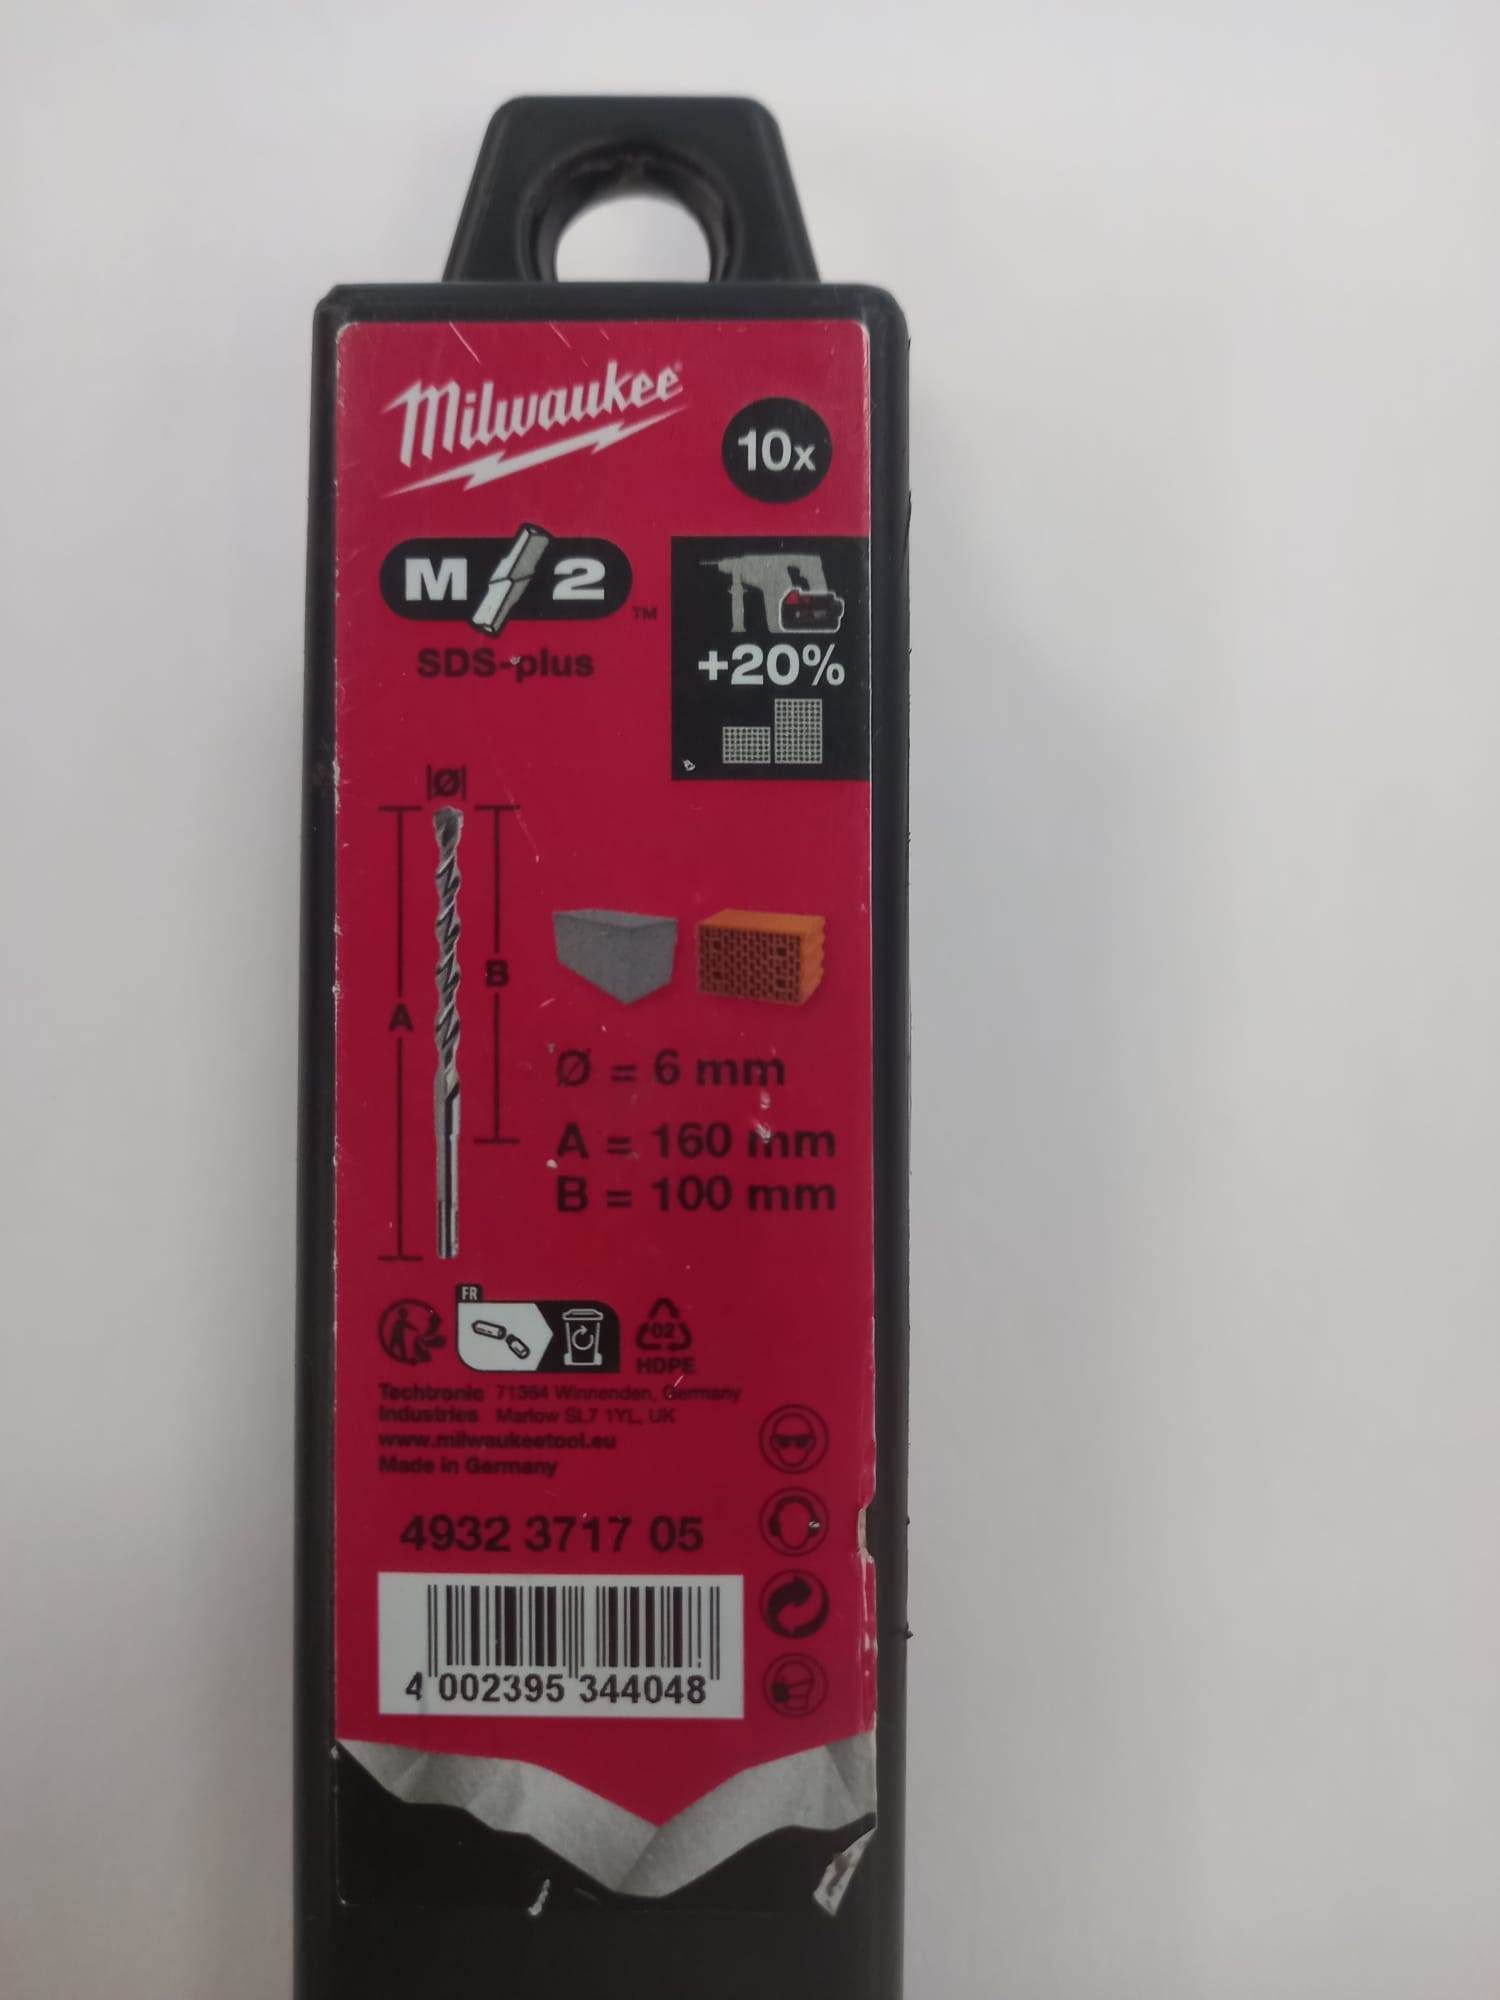 Milwaukee
10x
M 2 TM
SDS-plus
+20%
|Ø|
B
A
Ø = 6 mm
A = 160 mm
B = 100 mm
FR
02
HDPE
Techtronic 71364 Winnenden, Germany
Industries Marlow SL7 1YL, UK
www.milwaukeetool.eu
Made in Germany
4932 3717 05
4 002395 344048